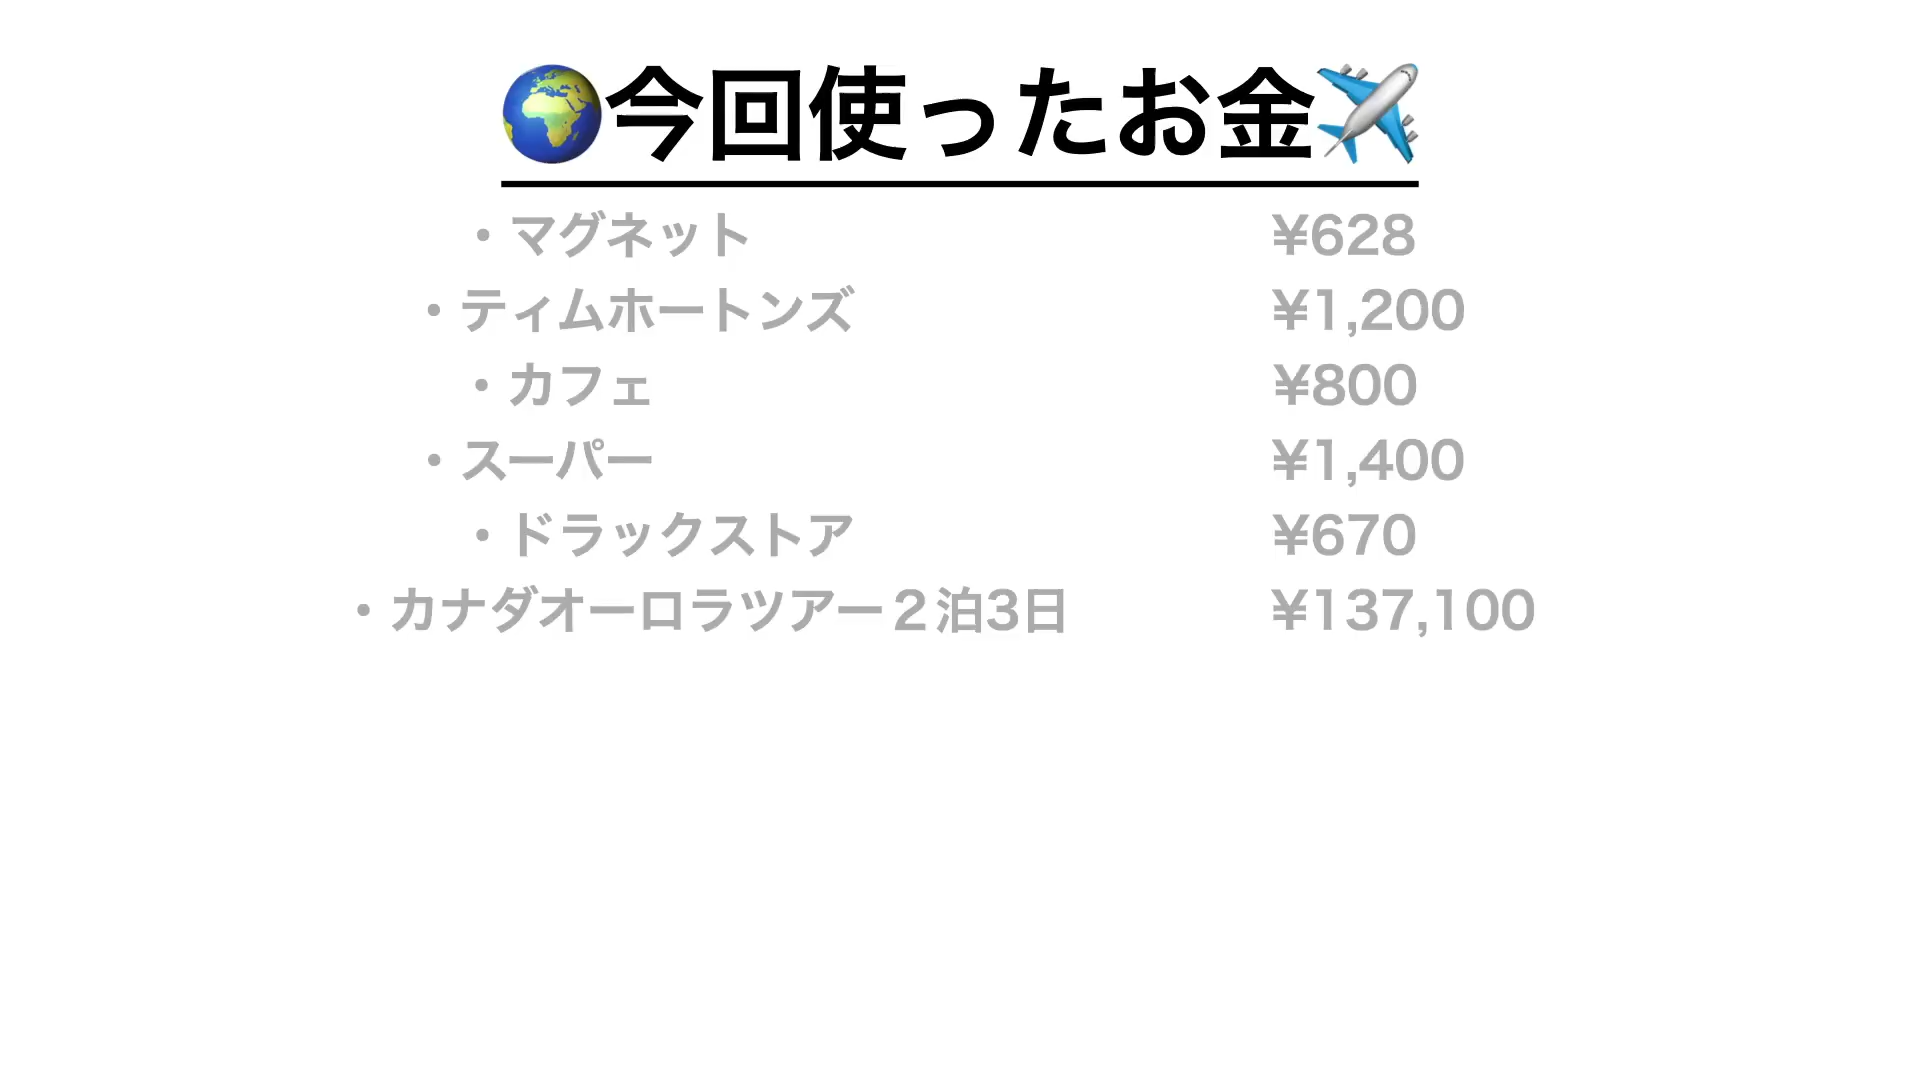 🌍今回使ったお金✈️
・マグネット ¥628
・ティムホートンズ ¥1,200
・カフェ ¥800
・スーパー ¥1,400
・ドラックストア ¥670
・カナダオーロラツアー２泊3日 ¥137,100